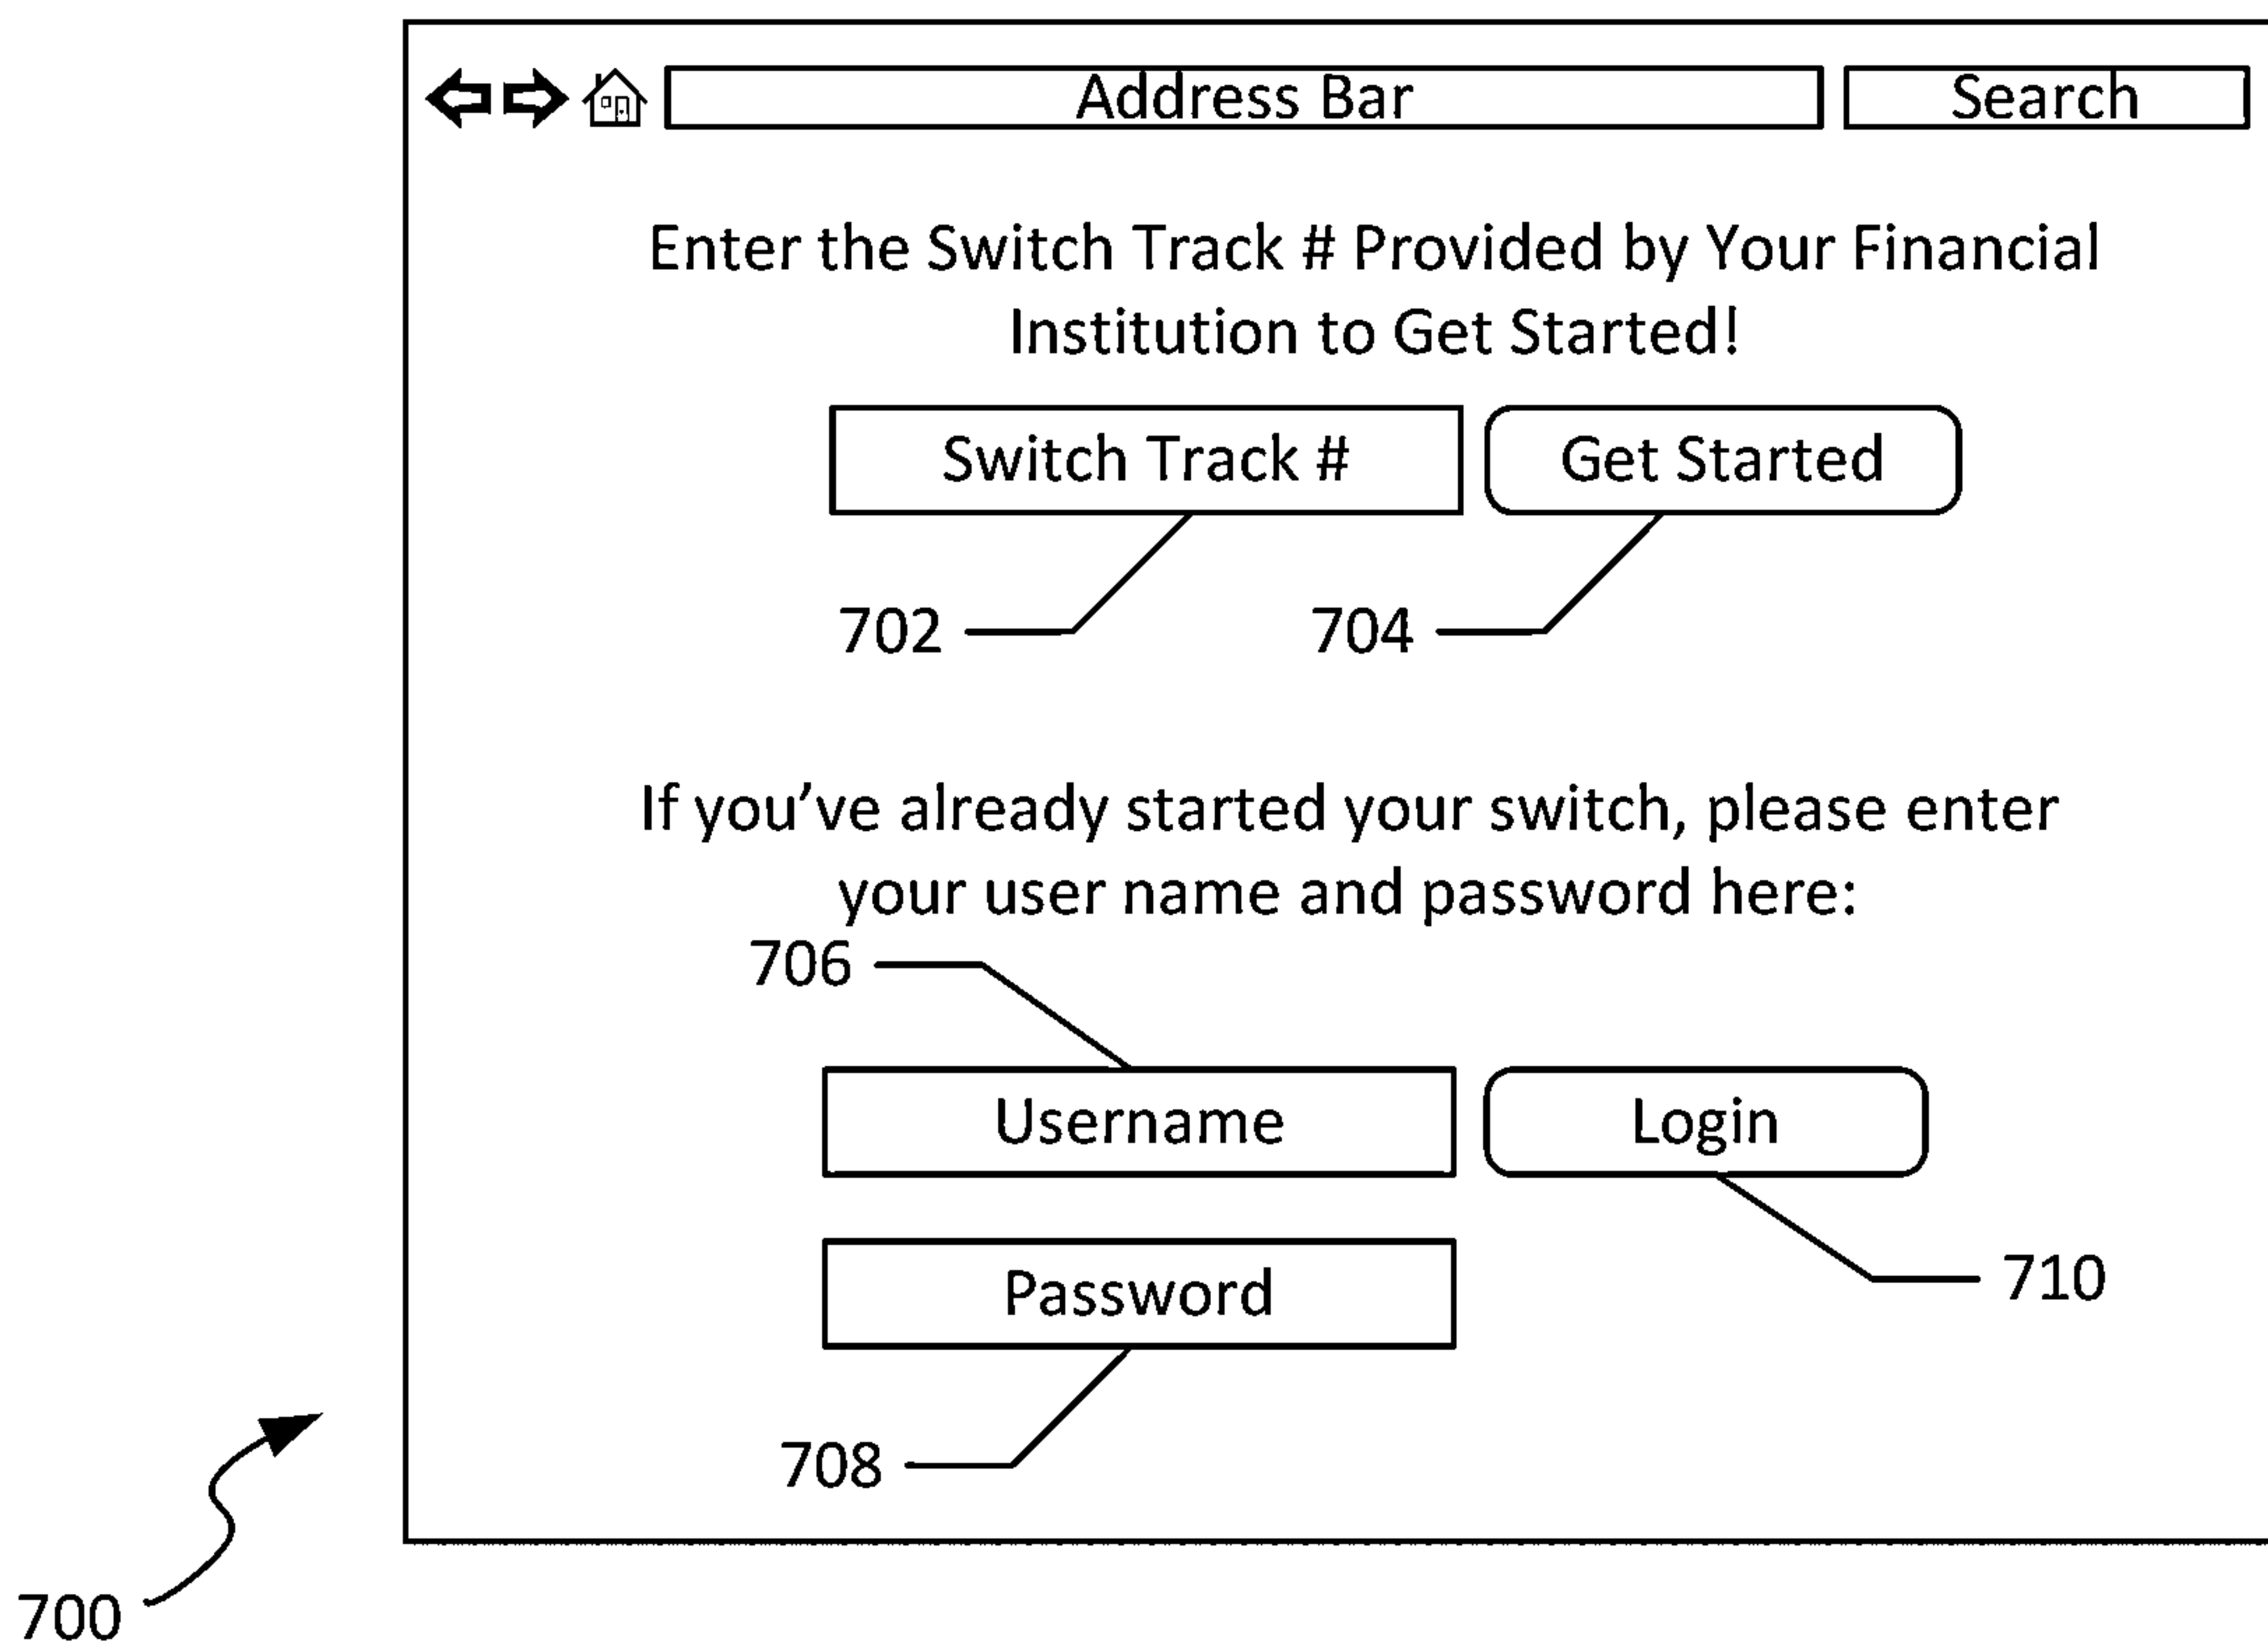 Address Bar Search
Enter the Switch Track # Provided by Your Financial
Institution to Get Started!
Switch Track # Get Started
702 704
If you’ve already started your switch, please enter
your user name and password here:
706
Username Login
Password 710
708
700